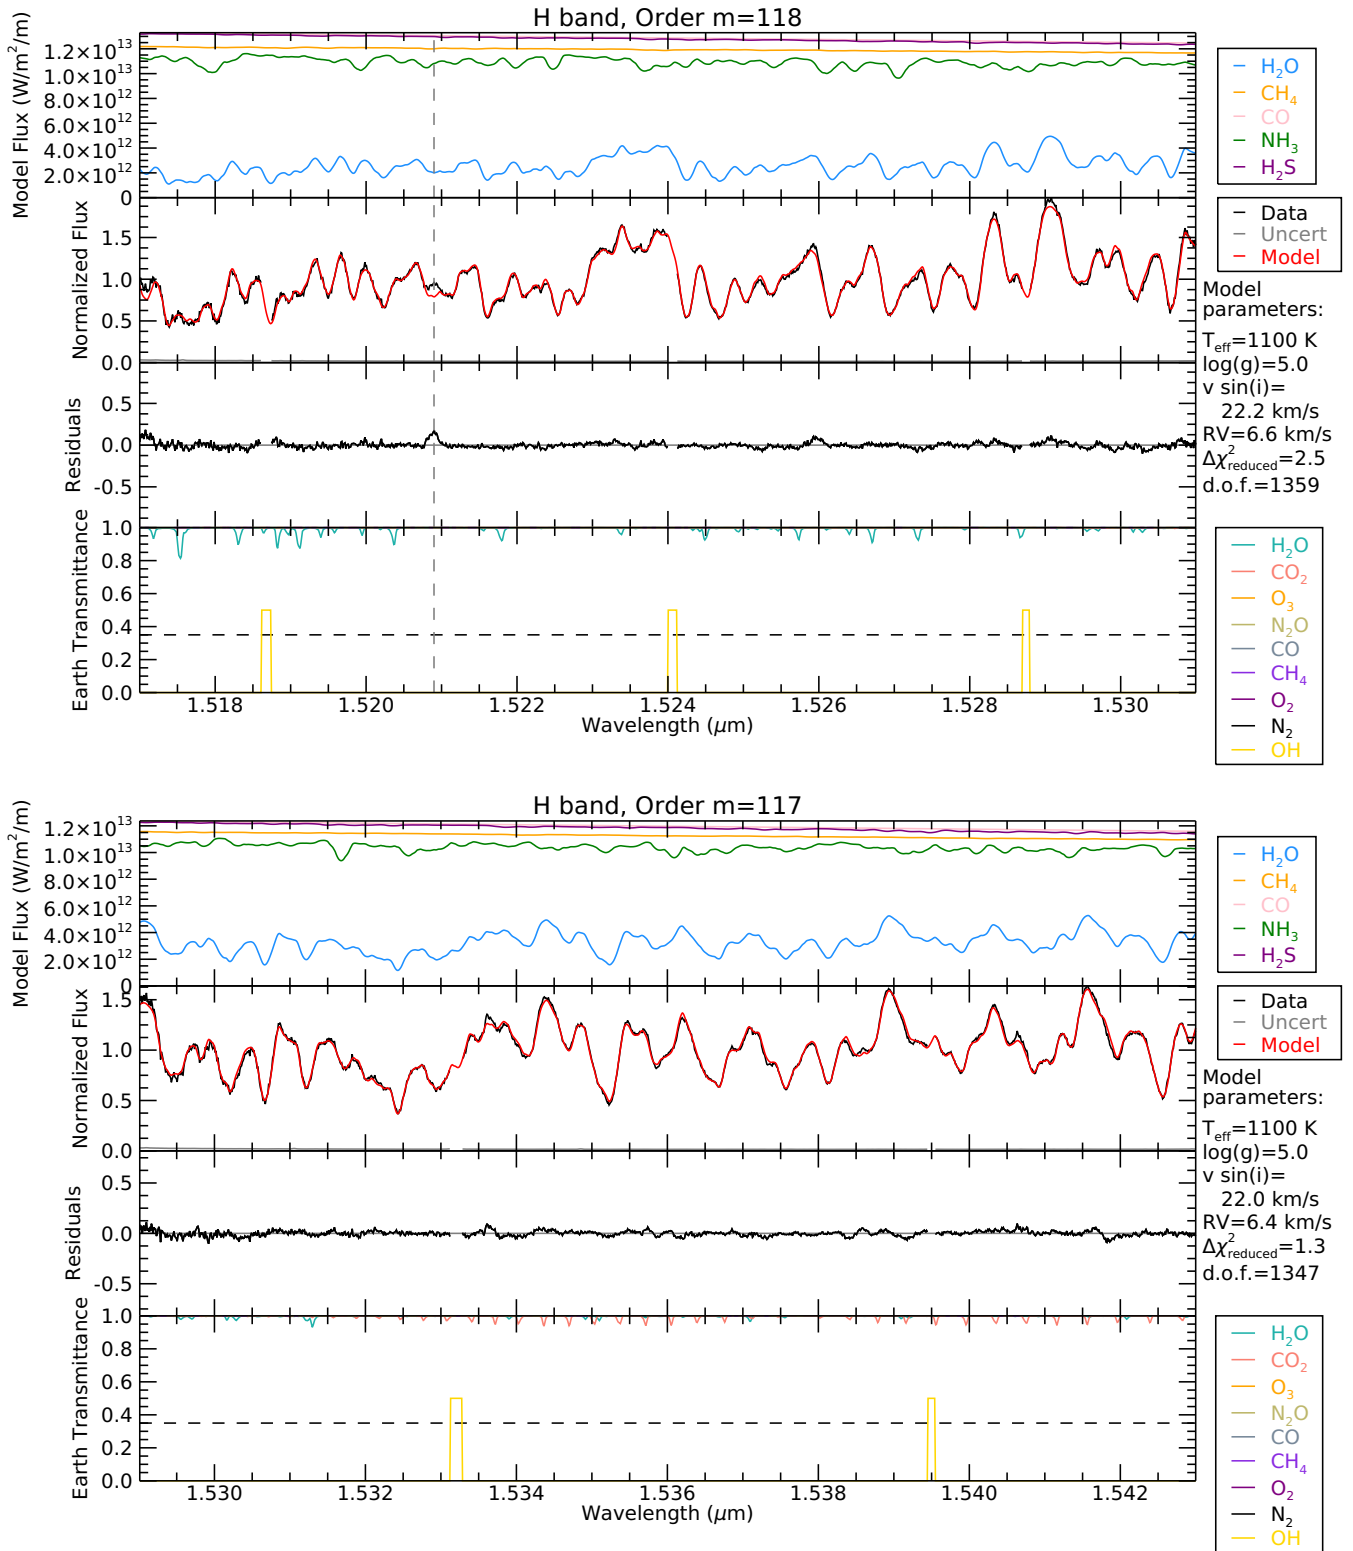 H band, Order m=118
Model Flux (W/m²/m)
1.2×10¹³
1.0×10¹³
8.0×10¹²
6.0×10¹²
4.0×10¹²
2.0×10¹²
0
H₂O
CH₄
CO
NH₃
H₂S
Normalized Flux
1.5
1.0
0.5
0.0
Data
Uncert
Model
Model
parameters:
T_eff=1100 K
log(g)=5.0
v sin(i)=
22.2 km/s
RV=6.6 km/s
Δχ²_reduced=2.5
d.o.f.=1359
Residuals
0.5
0.0
-0.5
Earth Transmittance
1.0
0.8
0.6
0.4
0.2
0.0
1.518 1.520 1.522 1.524 1.526 1.528 1.530
Wavelength (μm)
H₂O
CO₂
O₃
N₂O
CO
CH₄
O₂
N₂
OH
H band, Order m=117
Model Flux (W/m²/m)
1.2×10¹³
1.0×10¹³
8.0×10¹²
6.0×10¹²
4.0×10¹²
2.0×10¹²
0
H₂O
CH₄
CO
NH₃
H₂S
Normalized Flux
1.5
1.0
0.5
0.0
Data
Uncert
Model
Model
parameters:
T_eff=1100 K
log(g)=5.0
v sin(i)=
22.0 km/s
RV=6.4 km/s
Δχ²_reduced=1.3
d.o.f.=1347
Residuals
0.5
0.0
-0.5
Earth Transmittance
1.0
0.8
0.6
0.4
0.2
0.0
1.530 1.532 1.534 1.536 1.538 1.540 1.542
Wavelength (μm)
H₂O
CO₂
O₃
N₂O
CO
CH₄
O₂
N₂
OH